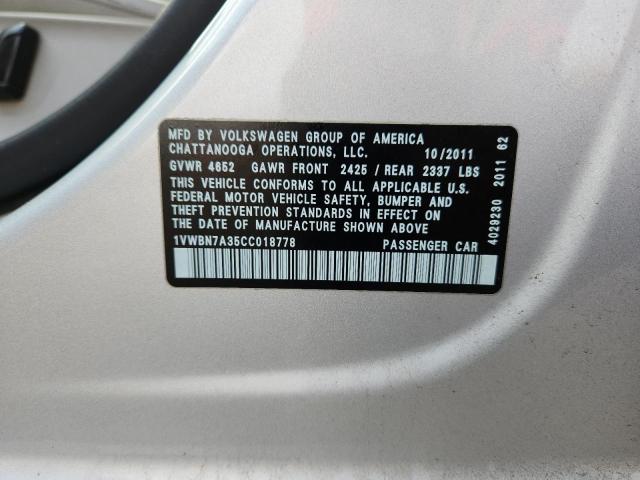 MFD BY VOLKSWAGEN GROUP OF AMERICA
CHATTANOOGA OPERATIONS, LLC. 10/2011
GVWR 4652 GAWR FRONT 2425 / REAR 2337 LBS
THIS VEHICLE CONFORMS TO ALL APPLICABLE U.S.
FEDERAL MOTOR VEHICLE SAFETY, BUMPER AND
THEFT PREVENTION STANDARDS IN EFFECT ON THE
DATE OF MANUFACTURE SHOWN ABOVE
1VWBN7A35CC018778 PASSENGER CAR
4029230 2011 62